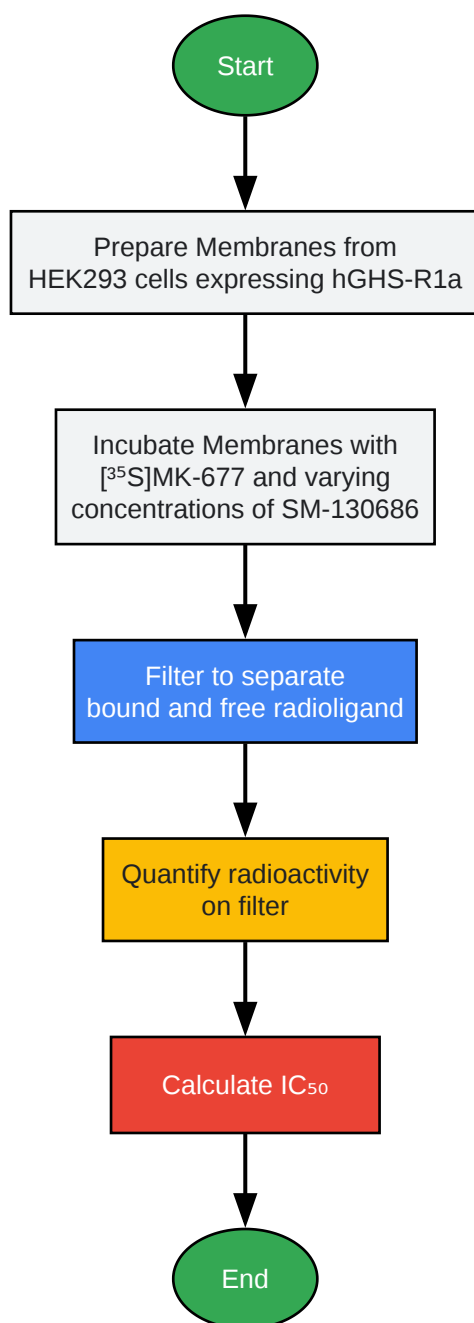 Start
Prepare Membranes from
HEK293 cells expressing hGHS-R1a
Incubate Membranes with
[³⁵S]MK-677 and varying
concentrations of SM-130686
Filter to separate
bound and free radioligand
Quantify radioactivity
on filter
Calculate IC₅₀
End